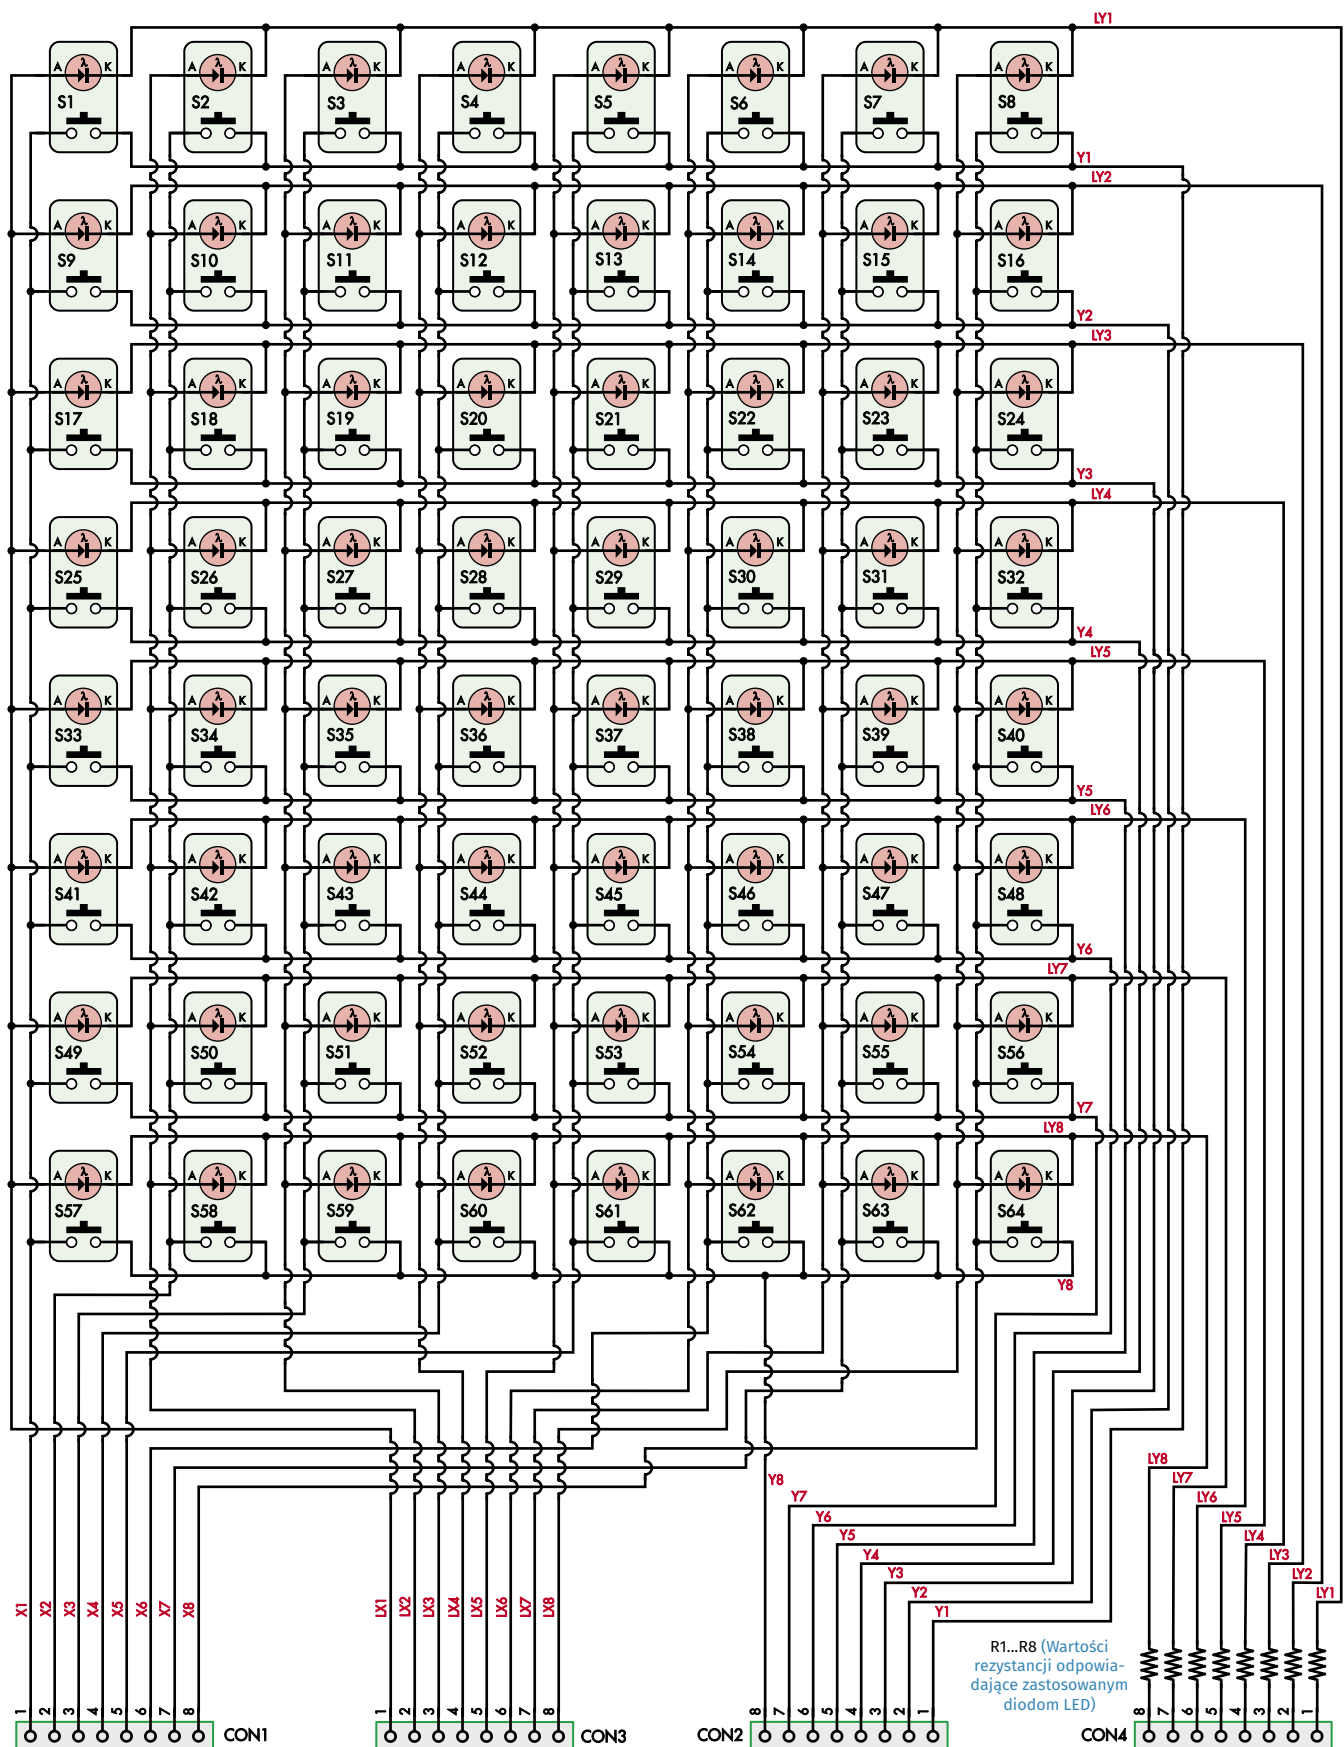 LY1
A λ K A λ K A λ K A λ K A λ K A λ K A λ K A λ K
S1 S2 S3 S4 S5 S6 S7 S8
Y1
LY2
A λ K A λ K A λ K A λ K A λ K A λ K A λ K A λ K
S9 S10 S11 S12 S13 S14 S15 S16
Y2
LY3
A λ K A λ K A λ K A λ K A λ K A λ K A λ K A λ K
S17 S18 S19 S20 S21 S22 S23 S24
Y3
LY4
A λ K A λ K A λ K A λ K A λ K A λ K A λ K A λ K
S25 S26 S27 S28 S29 S30 S31 S32
Y4
LY5
A λ K A λ K A λ K A λ K A λ K A λ K A λ K A λ K
S33 S34 S35 S36 S37 S38 S39 S40
Y5
LY6
A λ K A λ K A λ K A λ K A λ K A λ K A λ K A λ K
S41 S42 S43 S44 S45 S46 S47 S48
Y6
LY7
A λ K A λ K A λ K A λ K A λ K A λ K A λ K A λ K
S49 S50 S51 S52 S53 S54 S55 S56
Y7
LY8
A λ K A λ K A λ K A λ K A λ K A λ K A λ K A λ K
S57 S58 S59 S60 S61 S62 S63 S64
Y8
X1 X2 X3 X4 X5 X6 X7 X8
LX1 LX2 LX3 LX4 LX5 LX6 LX7 LX8
Y8
Y7
Y6
Y5
Y4
Y3
Y2
Y1
LY8
LY7
LY6
LY5
LY4
LY3
LY2
LY1
R1...R8 (Wartości
rezystancji odpowia-
dające zastosowanym
diodom LED)
1 2 3 4 5 6 7 8
CON1
1 2 3 4 5 6 7 8
CON3
CON2
8 7 6 5 4 3 2 1
CON4
8 7 6 5 4 3 2 1